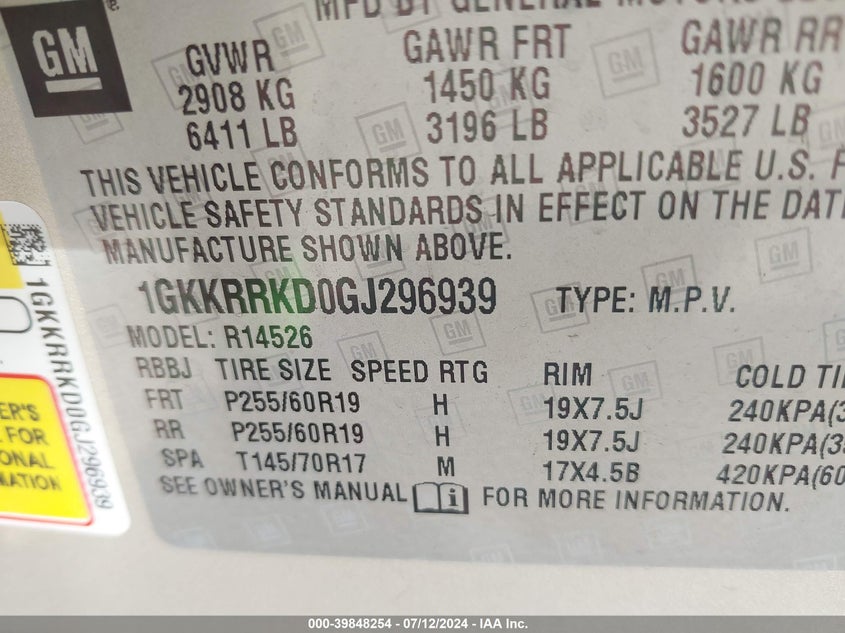 GM
MFD BY GENERAL MOTORS
GVWR GAWR FRT GAWR RR
2908 KG 1450 KG 1600 KG
6411 LB 3196 LB 3527 LB
THIS VEHICLE CONFORMS TO ALL APPLICABLE U.S. F
VEHICLE SAFETY STANDARDS IN EFFECT ON THE DATE
MANUFACTURE SHOWN ABOVE.
1GKKRRKD0GJ296939 TYPE: M.P.V.
MODEL: R14526
RBBJ TIRE SIZE SPEED RTG RIM COLD TI
FRT P255/60R19 H 19X7.5J 240KPA(3
RR P255/60R19 H 19X7.5J 240KPA(3
SPA T145/70R17 M 17X4.5B 420KPA(60
SEE OWNER'S MANUAL i FOR MORE INFORMATION.
1GKKRRKD0GJ296939
ER'S
L FOR
ONAL
MATION
000-39848254 - 07/12/2024 - IAA Inc.